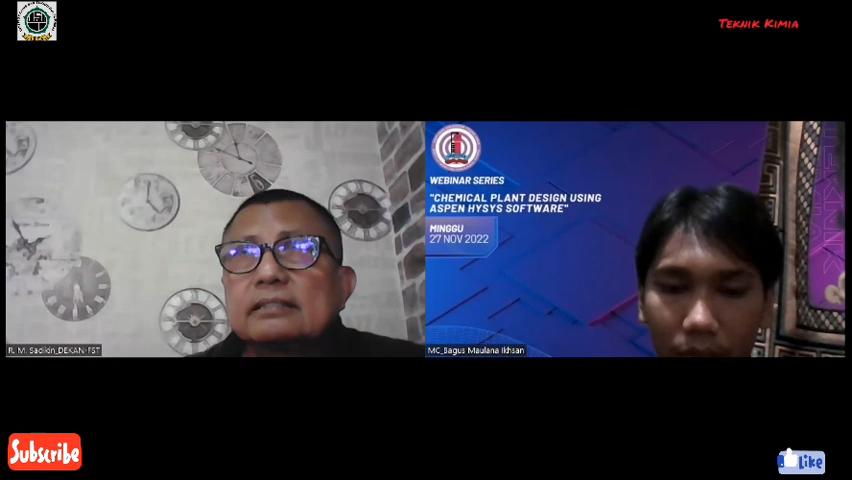 TEKNIK KIMIA
WEBINAR SERIES
"CHEMICAL PLANT DESIGN USING
ASPEN HYSYS SOFTWARE"
MINGGU
27 NOV 2022
R. M. Sadikin_DEKAN-FST
MC_Bagus Maulana Ikhsan
Subscribe
Like